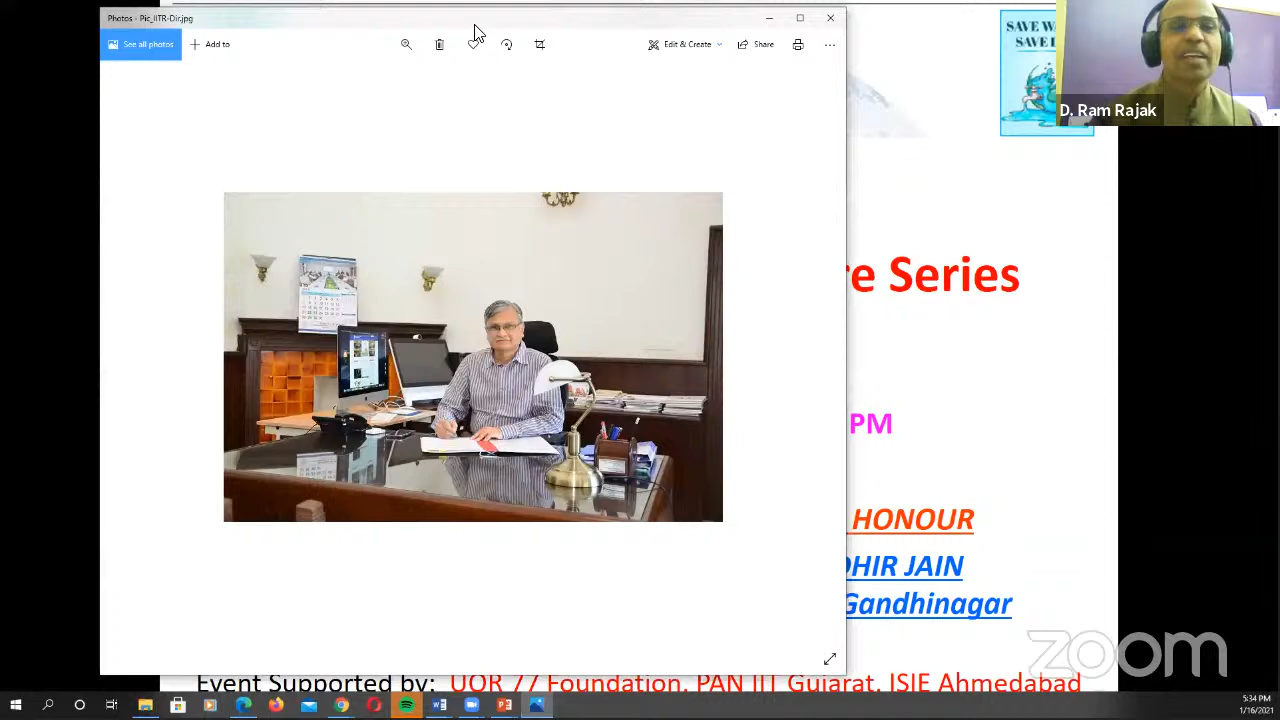 Photos - Pic_IITR-Dir.jpg
See all photos
Add to
Edit & Create
Share
SAVE WA
SAVE L
D. Ram Rajak
re Series
PM
HONOUR
DHIR JAIN
Gandhinagar
Event Supported by: UOR 77 Foundation, PAN IIT Gujarat, ISIE Ahmedabad
zoom
5:34 PM
1/16/2021